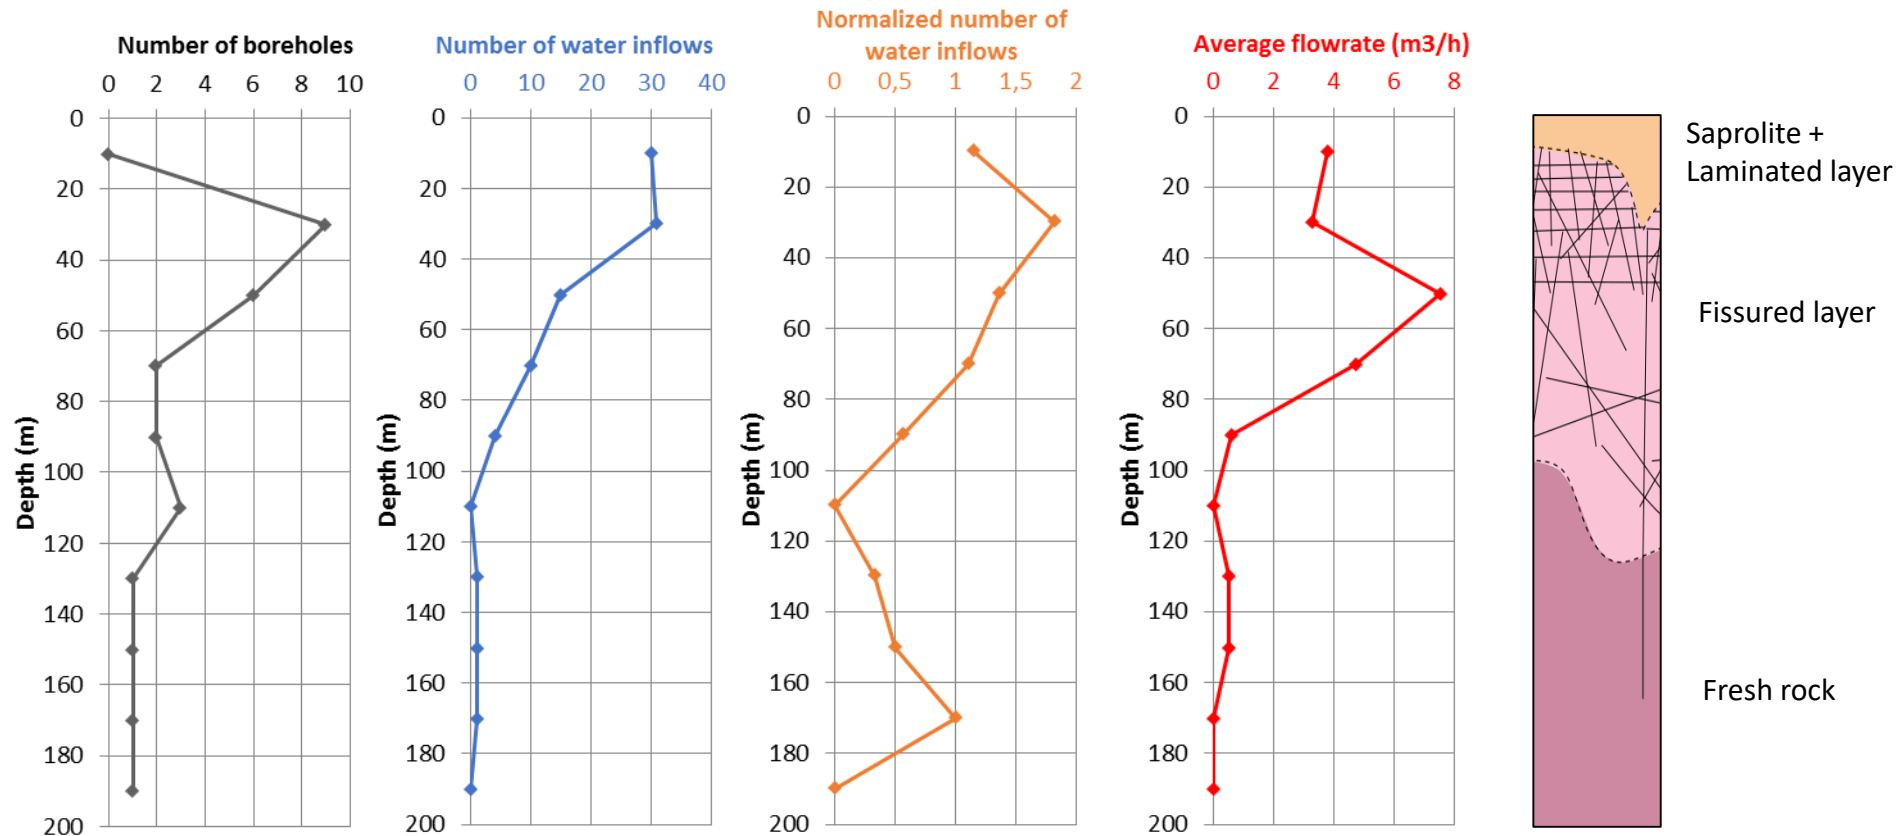 Number of boreholes
0 2 4 6 8 10
0
20
40
60
80
100
120
140
160
180
200
Depth (m)
Number of water inflows
0 10 20 30 40
0
20
40
60
80
100
120
140
160
180
200
Depth (m)
Normalized number of
water inflows
0 0,5 1 1,5 2
0
20
40
60
80
100
120
140
160
180
200
Depth (m)
Average flowrate (m3/h)
0 2 4 6 8
0
20
40
60
80
100
120
140
160
180
200
Depth (m)
Saprolite +
Laminated layer
Fissured layer
Fresh rock